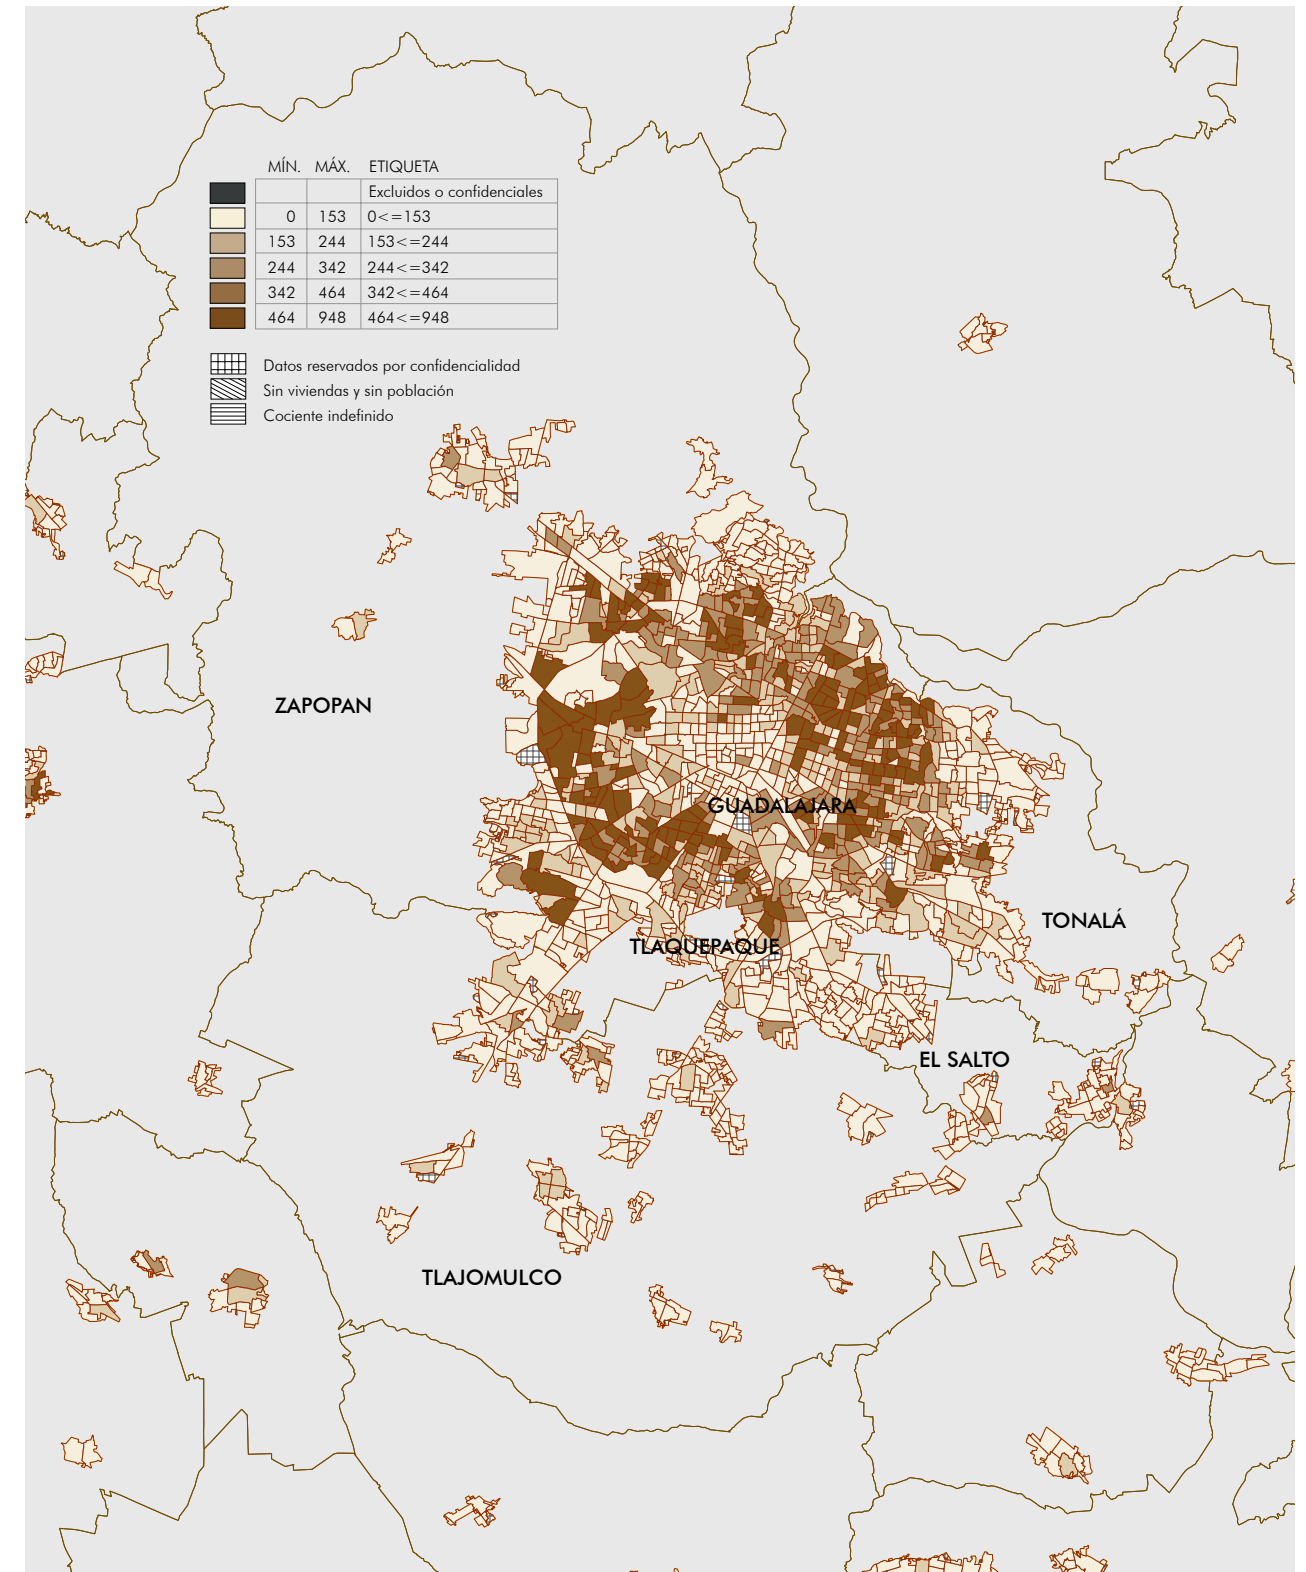 MÍN. MÁX. ETIQUETA
Excluidos o confidenciales
0 153 0<=153
153 244 153<=244
244 342 244<=342
342 464 342<=464
464 948 464<=948
Datos reservados por confidencialidad
Sin viviendas y sin población
Cociente indefinido
ZAPOPAN
GUADALAJARA
TONALÁ
TLAQUEPAQUE
EL SALTO
TLAJOMULCO